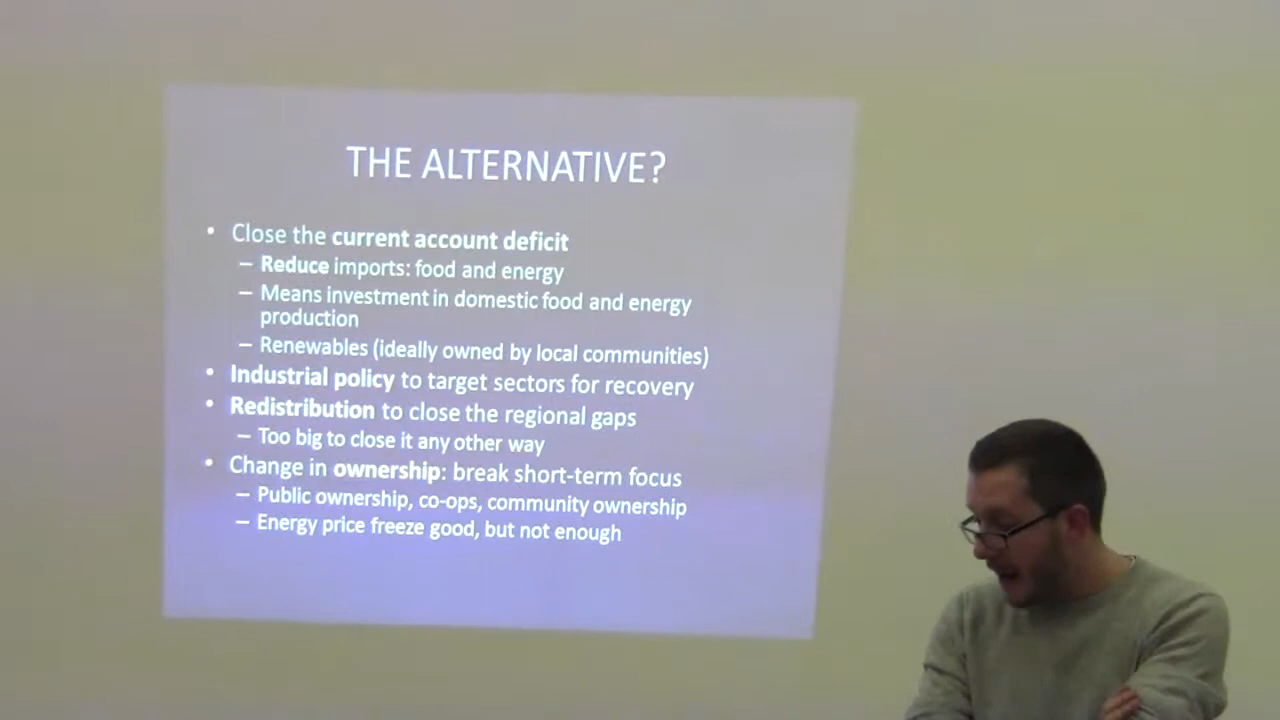 THE ALTERNATIVE?
• Close the current account deficit
– Reduce imports: food and energy
– Means investment in domestic food and energy
production
– Renewables (ideally owned by local communities)
• Industrial policy to target sectors for recovery
• Redistribution to close the regional gaps
– Too big to close it any other way
• Change in ownership: break short-term focus
– Public ownership, co-ops, community ownership
– Energy price freeze good, but not enough